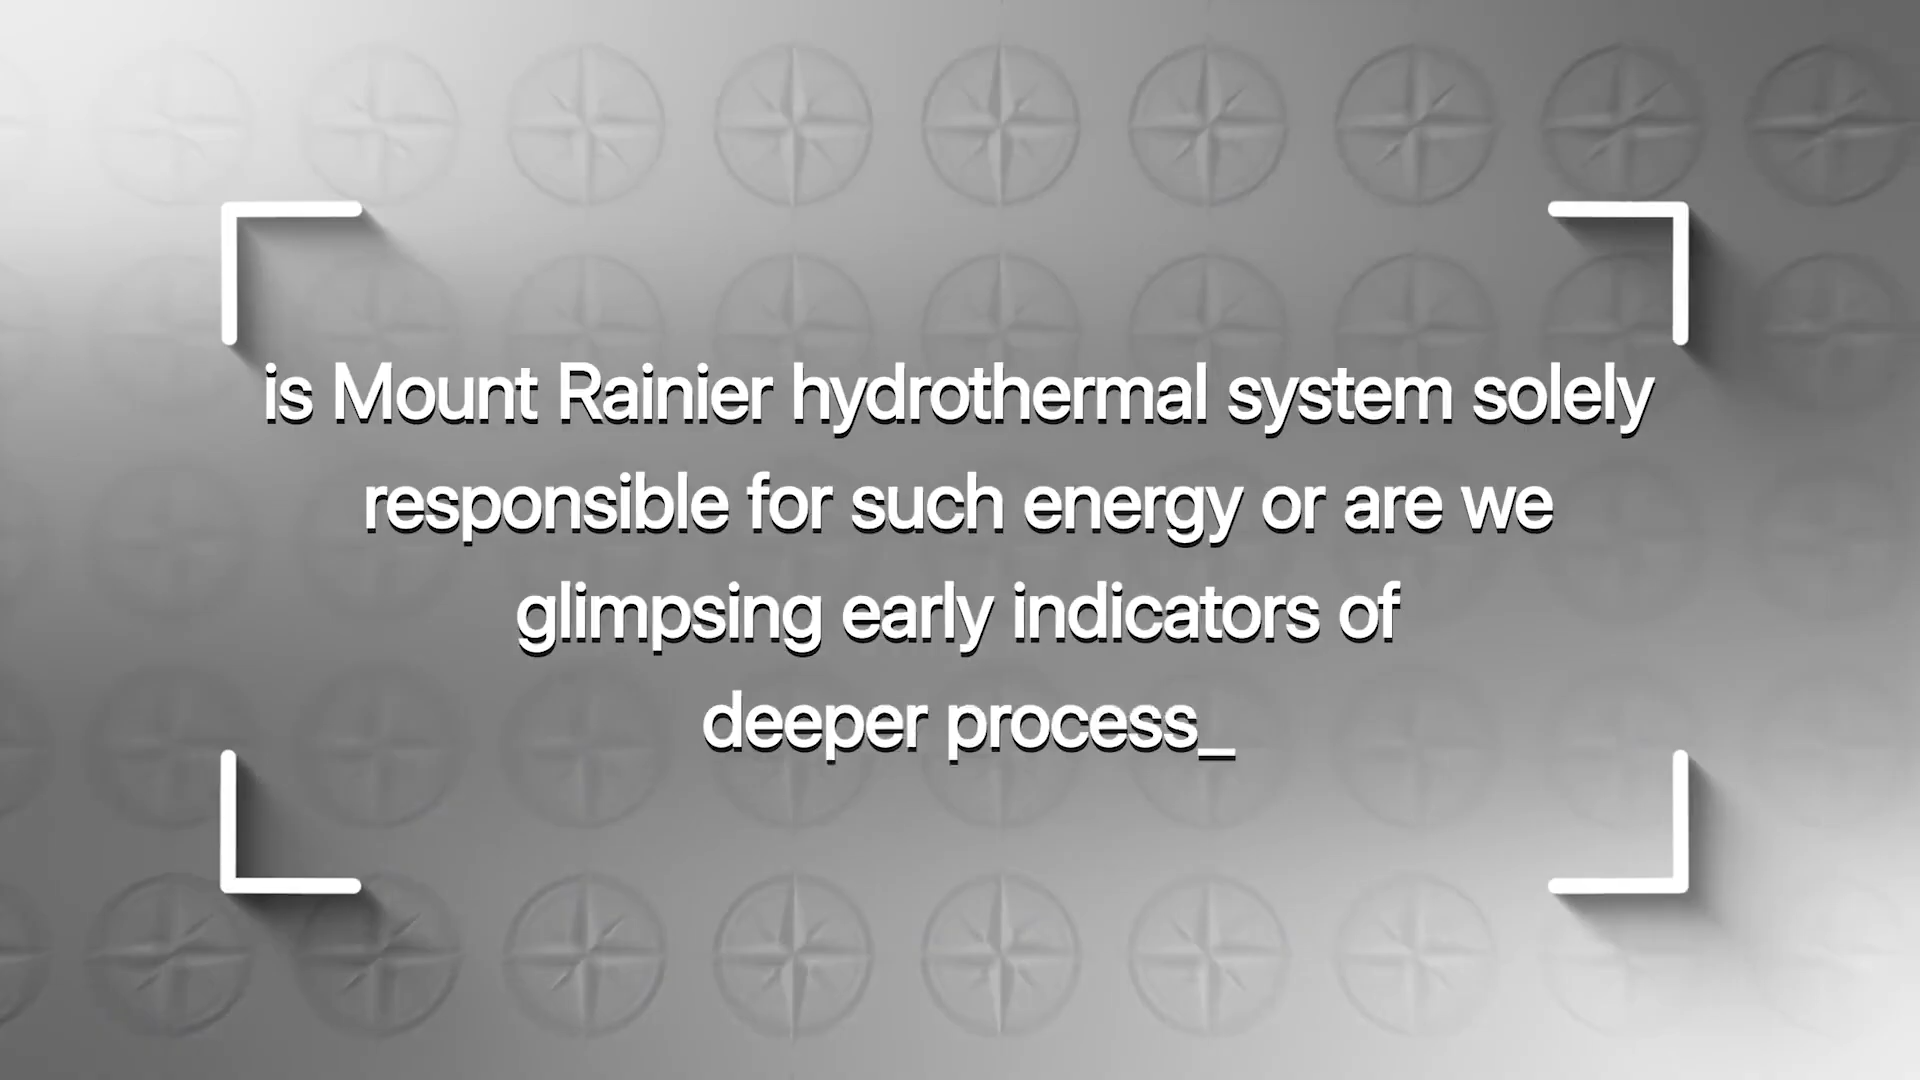 is Mount Rainier hydrothermal system solely
responsible for such energy or are we
glimpsing early indicators of
deeper process_